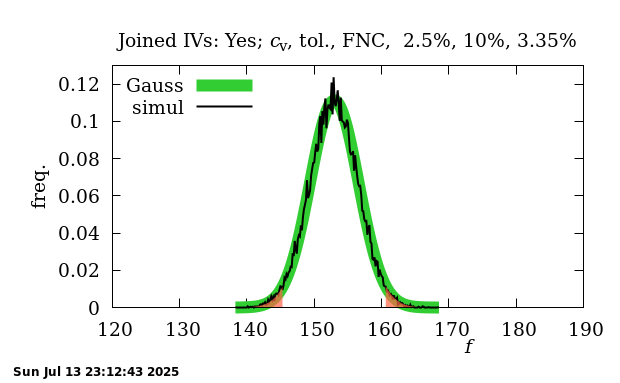 Joined IVs: Yes; cv, tol., FNC,  2.5%, 10%, 3.35%
Gauss
simul
freq.
0.12
0.1
0.08
0.06
0.04
0.02
0
120 130 140 150 160 170 180 190
f
Sun Jul 13 23:12:43 2025